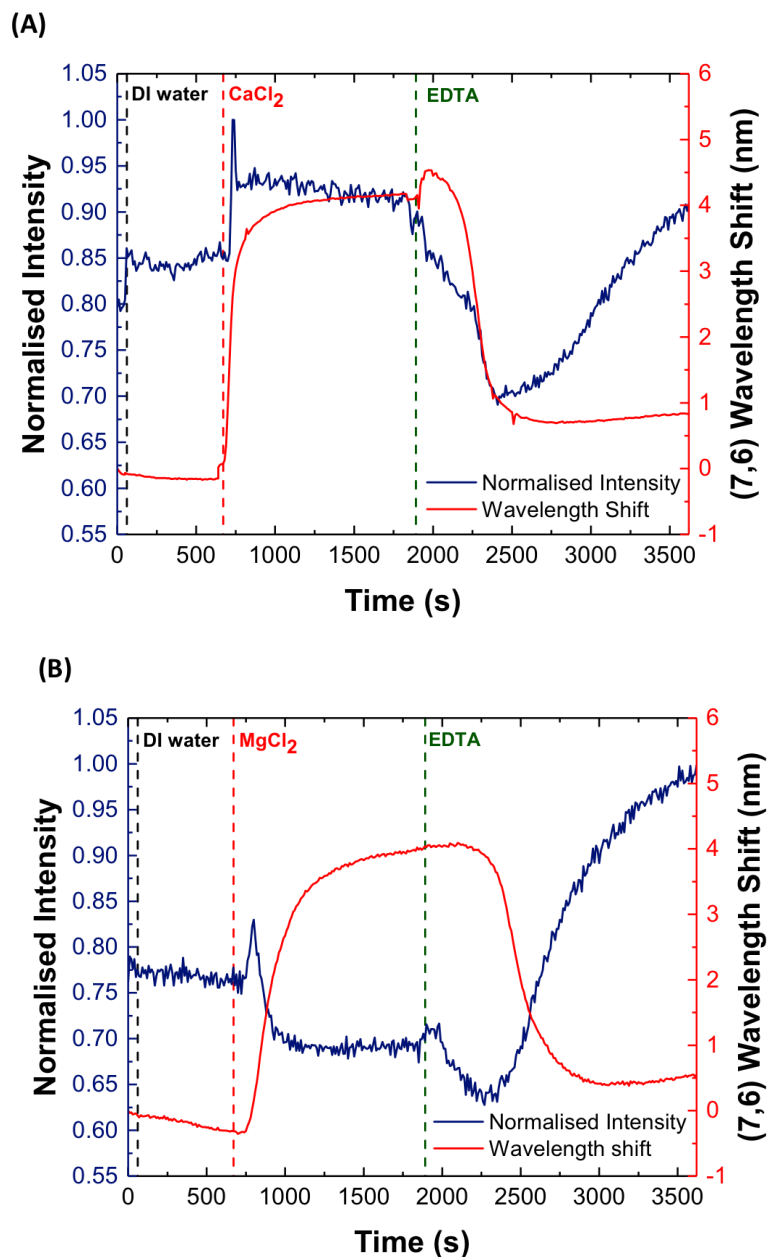 (A)
DI water CaCl2 EDTA
1.05
1.00
0.95
0.90
0.85
0.80
0.75
0.70
0.65
0.60
0.55
Normalised Intensity
6
5
4
3
2
1
0
-1
(7,6) Wavelength Shift (nm)
Normalised Intensity
Wavelength Shift
0 500 1000 1500 2000 2500 3000 3500
Time (s)
(B)
DI water MgCl2 EDTA
1.05
1.00
0.95
0.90
0.85
0.80
0.75
0.70
0.65
0.60
0.55
Normalised Intensity
6
5
4
3
2
1
0
-1
(7,6) Wavelength Shift (nm)
Normalised Intensity
Wavelength shift
0 500 1000 1500 2000 2500 3000 3500
Time (s)